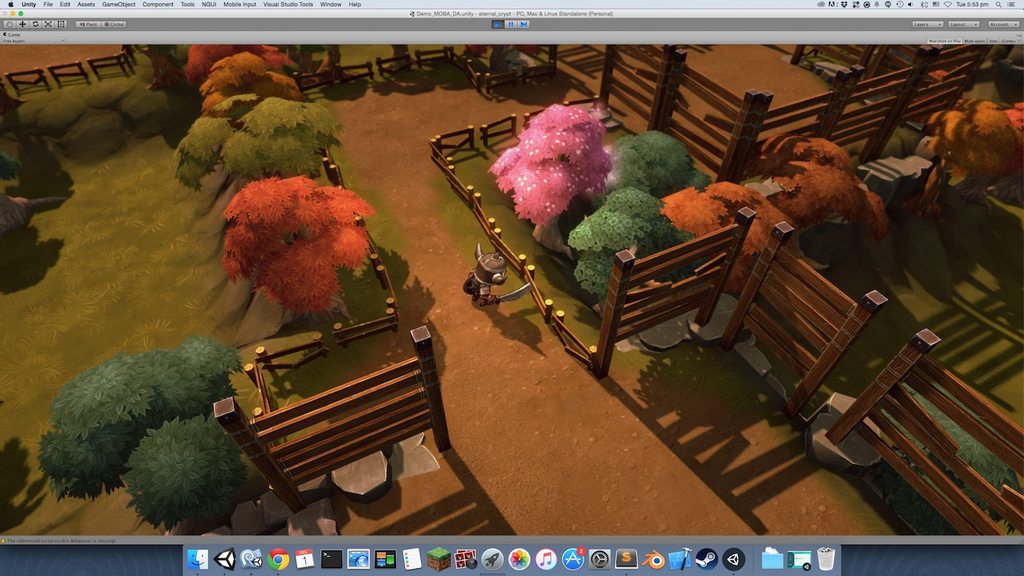 Unity File Edit Assets GameObject Component Tools NGUI Mobile Input Visual Studio Tools Window Help Tue 5:53 pm
Demo_MOBA_DA.unity - eternal_crypt - PC, Mac & Linux Standalone (Personal)
Pivot Global Layers Layout Account
Game
Free Aspect Maximize on Play Mute audio Stats Gizmos
The referenced script on this Behaviour is missing!
DEC
1